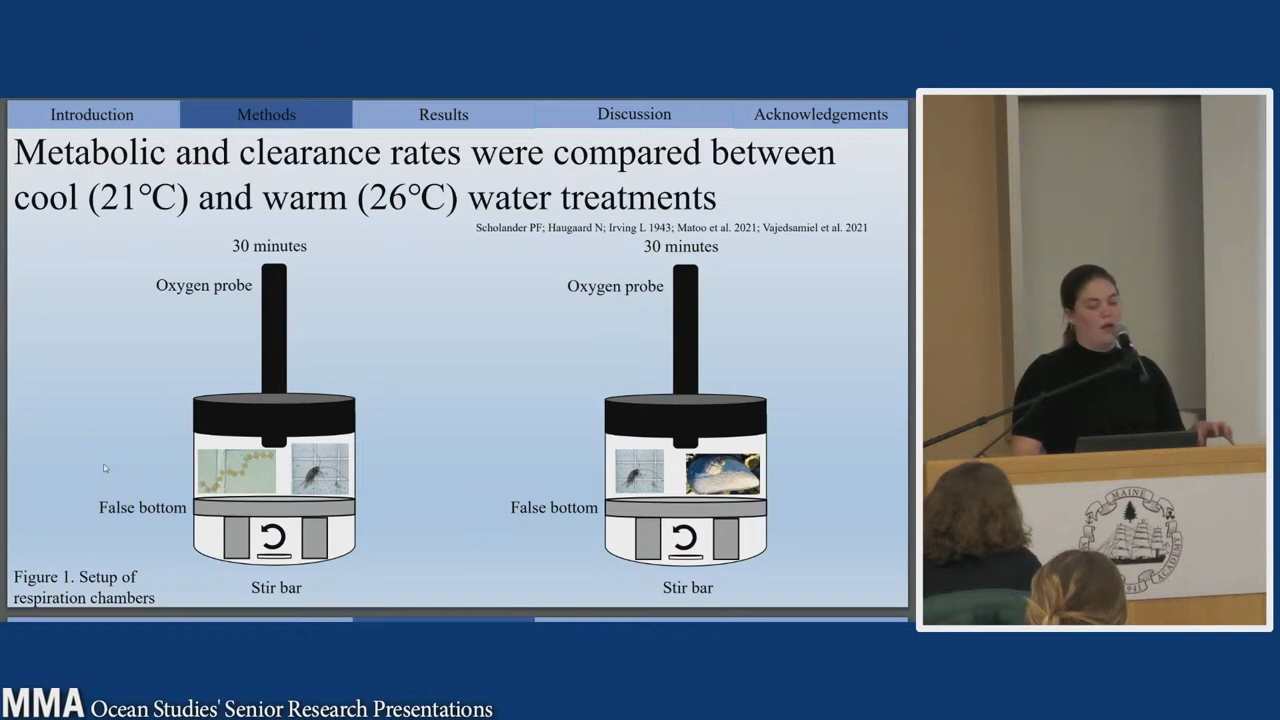 Introduction
Methods
Results
Discussion
Acknowledgements
Metabolic and clearance rates were compared between
cool (21℃) and warm (26℃) water treatments
Scholander PF; Haugaard N; Irving L 1943; Matoo et al. 2021; Vajedsamiel et al. 2021
30 minutes
Oxygen probe
False bottom
Stir bar
30 minutes
Oxygen probe
False bottom
Stir bar
Figure 1. Setup of
respiration chambers
MAINE
ACADEMY
MMA Ocean Studies' Senior Research Presentations